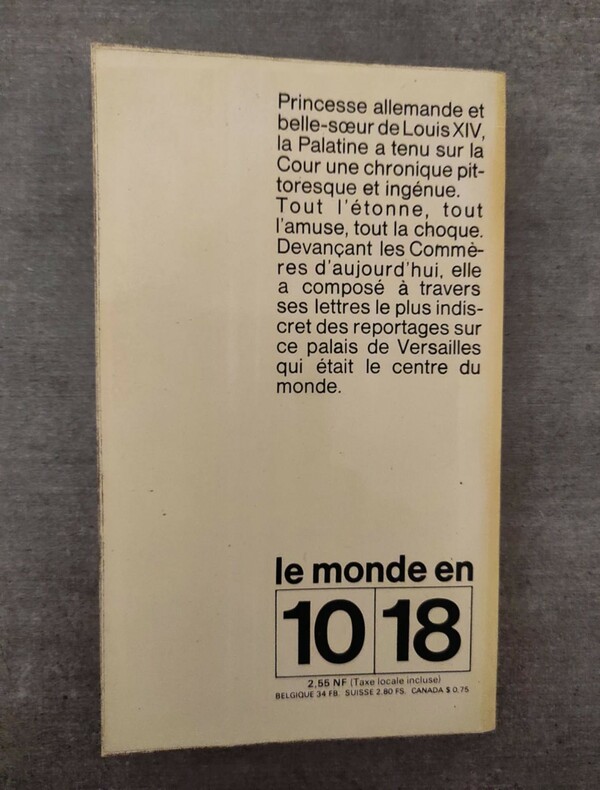 Princesse allemande et
belle-sœur de Louis XIV,
la Palatine a tenu sur la
Cour une chronique pit-
toresque et ingénue.
Tout l'étonne, tout
l'amuse, tout la choque.
Devançant les Commè-
res d'aujourd'hui, elle
a composé à travers
ses lettres le plus indis-
cret des reportages sur
ce palais de Versailles
qui était le centre du
monde.
le monde en
10 18
2,55 NF (Taxe locale incluse)
BELGIQUE 34 FB. SUISSE 2.80 FS. CANADA $ 0,75